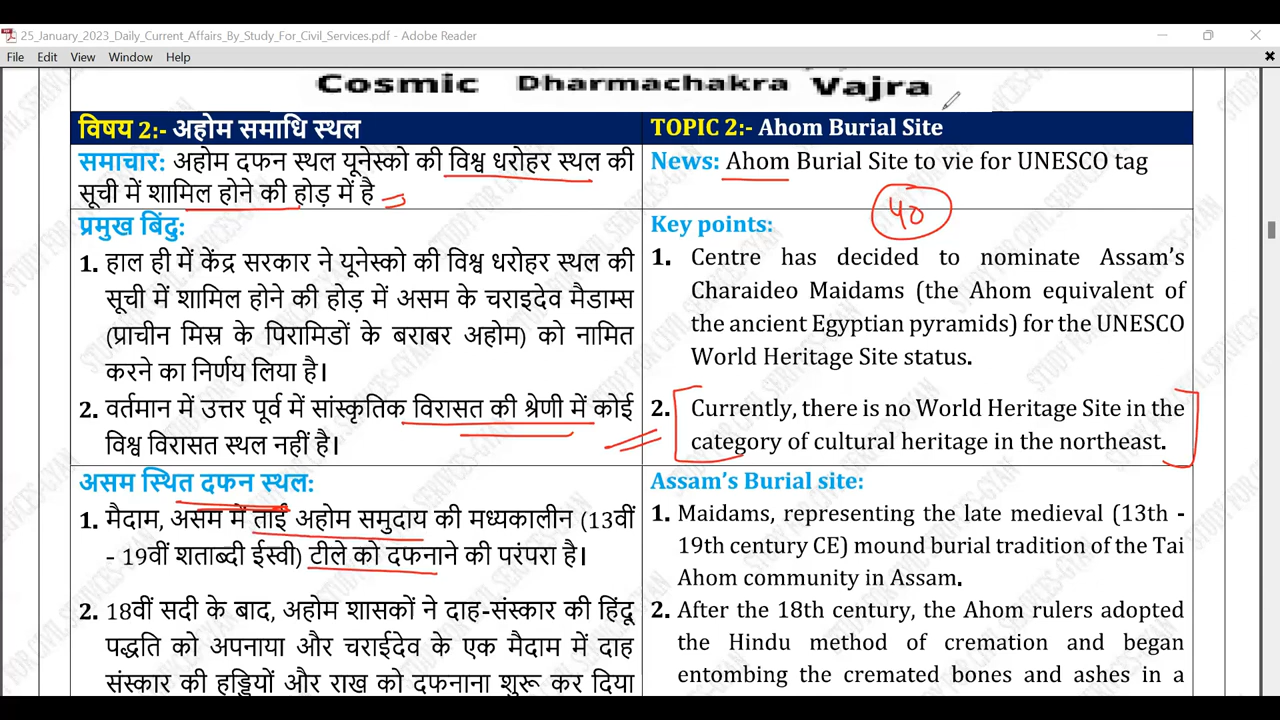 25_January_2023_Daily_Current_Affairs_By_Study_For_Civil_Services.pdf - Adobe Reader
File Edit View Window Help
Cosmic Dharmachakra Vajra
विषय 2:- अहोम समाधि स्थल
समाचार: अहोम दफन स्थल यूनेस्को की विश्व धरोहर स्थल की
सूची में शामिल होने की होड़ में है
प्रमुख बिंदु:
1. हाल ही में केंद्र सरकार ने यूनेस्को की विश्व धरोहर स्थल की
सूची में शामिल होने की होड़ में असम के चराइदेव मैडाम्स
(प्राचीन मिस्र के पिरामिडों के बराबर अहोम) को नामित
करने का निर्णय लिया है।
2. वर्तमान में उत्तर पूर्व में सांस्कृतिक विरासत की श्रेणी में कोई
विश्व विरासत स्थल नहीं है।
असम स्थित दफन स्थल:
1. मैदाम, असम में ताई अहोम समुदाय की मध्यकालीन (13वीं
- 19वीं शताब्दी ईस्वी) टीले को दफनाने की परंपरा है।
2. 18वीं सदी के बाद, अहोम शासकों ने दाह-संस्कार की हिंदू
पद्धति को अपनाया और चराईदेव के एक मैदाम में दाह
संस्कार की हड्डियों और राख को दफनाना शुरू कर दिया
TOPIC 2:- Ahom Burial Site
News: Ahom Burial Site to vie for UNESCO tag
40
Key points:
1. Centre has decided to nominate Assam's
Charaideo Maidams (the Ahom equivalent of
the ancient Egyptian pyramids) for the UNESCO
World Heritage Site status.
2. Currently, there is no World Heritage Site in the
category of cultural heritage in the northeast.
Assam's Burial site:
1. Maidams, representing the late medieval (13th -
19th century CE) mound burial tradition of the Tai
Ahom community in Assam.
2. After the 18th century, the Ahom rulers adopted
the Hindu method of cremation and began
entombing the cremated bones and ashes in a
STUDY FOR CIVIL SERVICES-GYAN